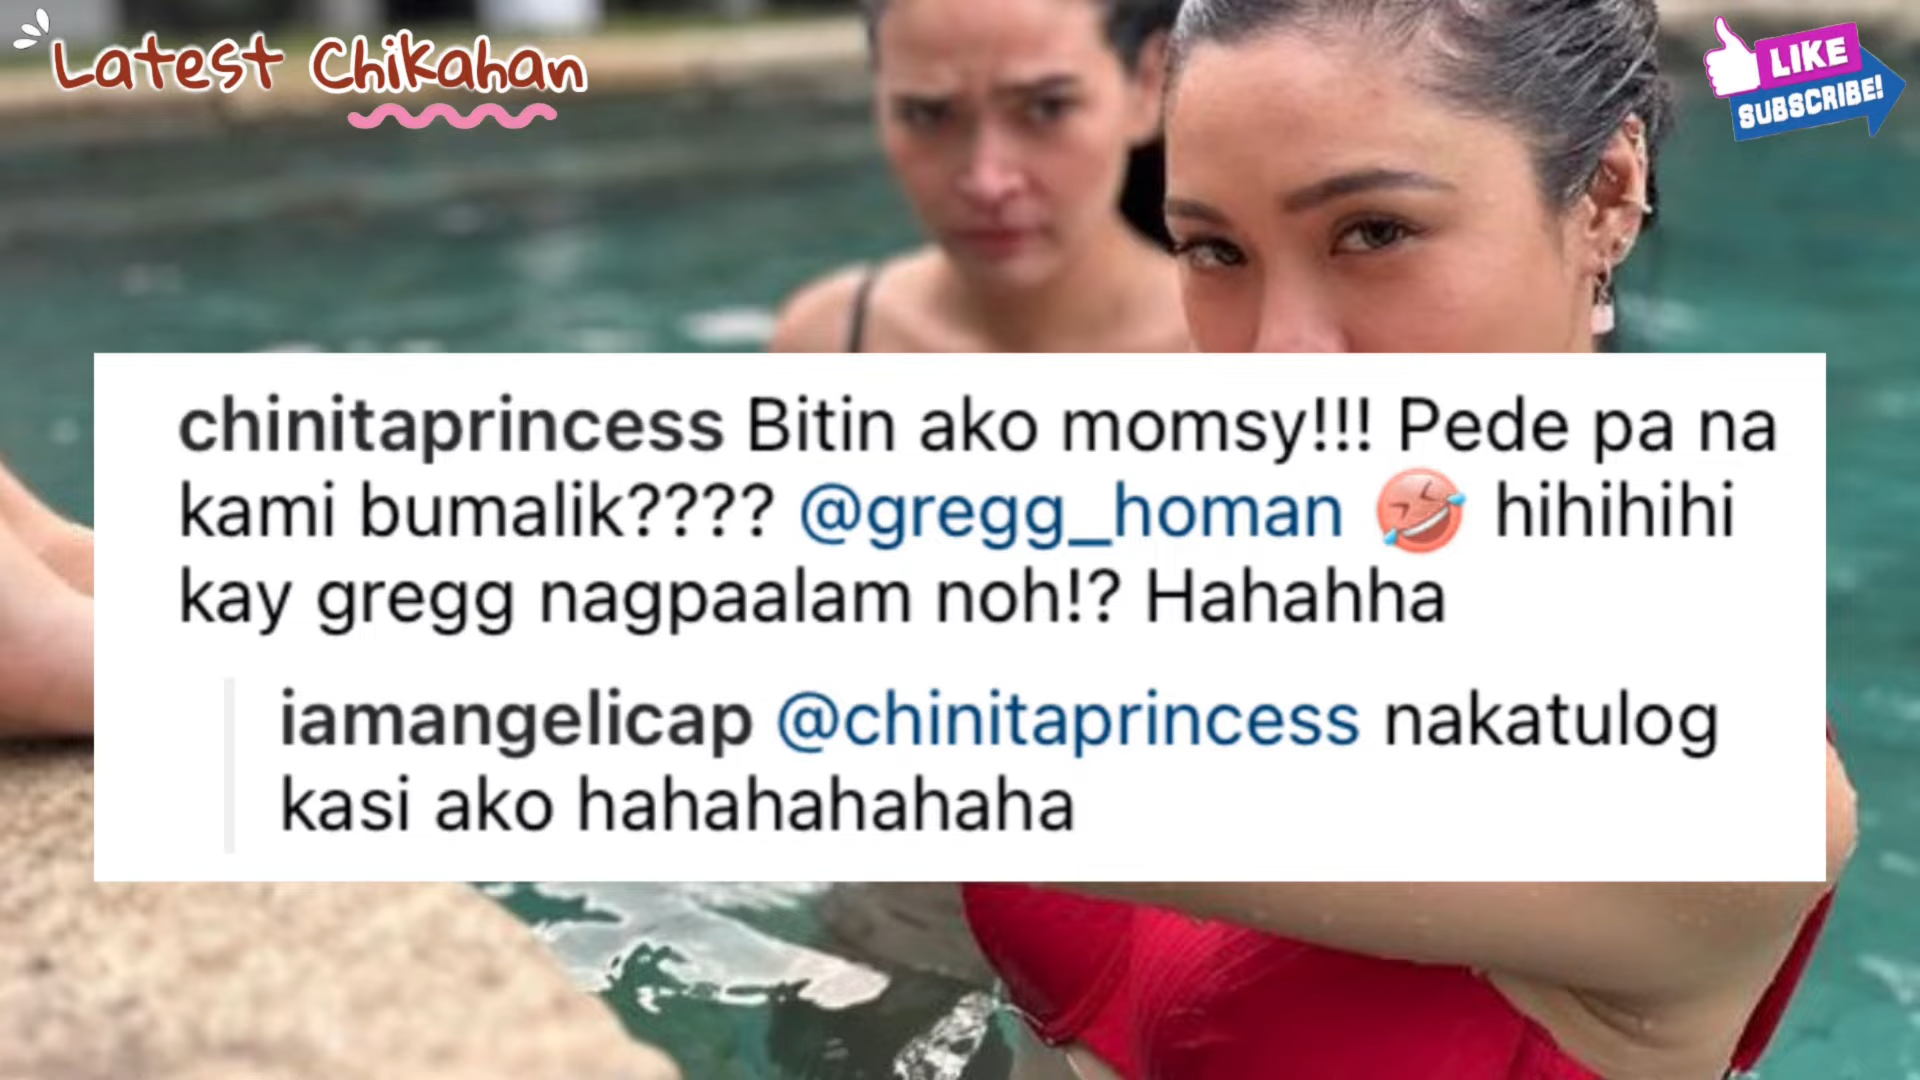 Latest Chikahan
LIKE
SUBSCRIBE!
chinitaprincess Bitin ako momsy!!! Pede pa na
kami bumalik???? @gregg_homan 🤣 hihihihi
kay gregg nagpaalam noh!? Hahahha
iamangelicap @chinitaprincess nakatulog
kasi ako hahahahahaha